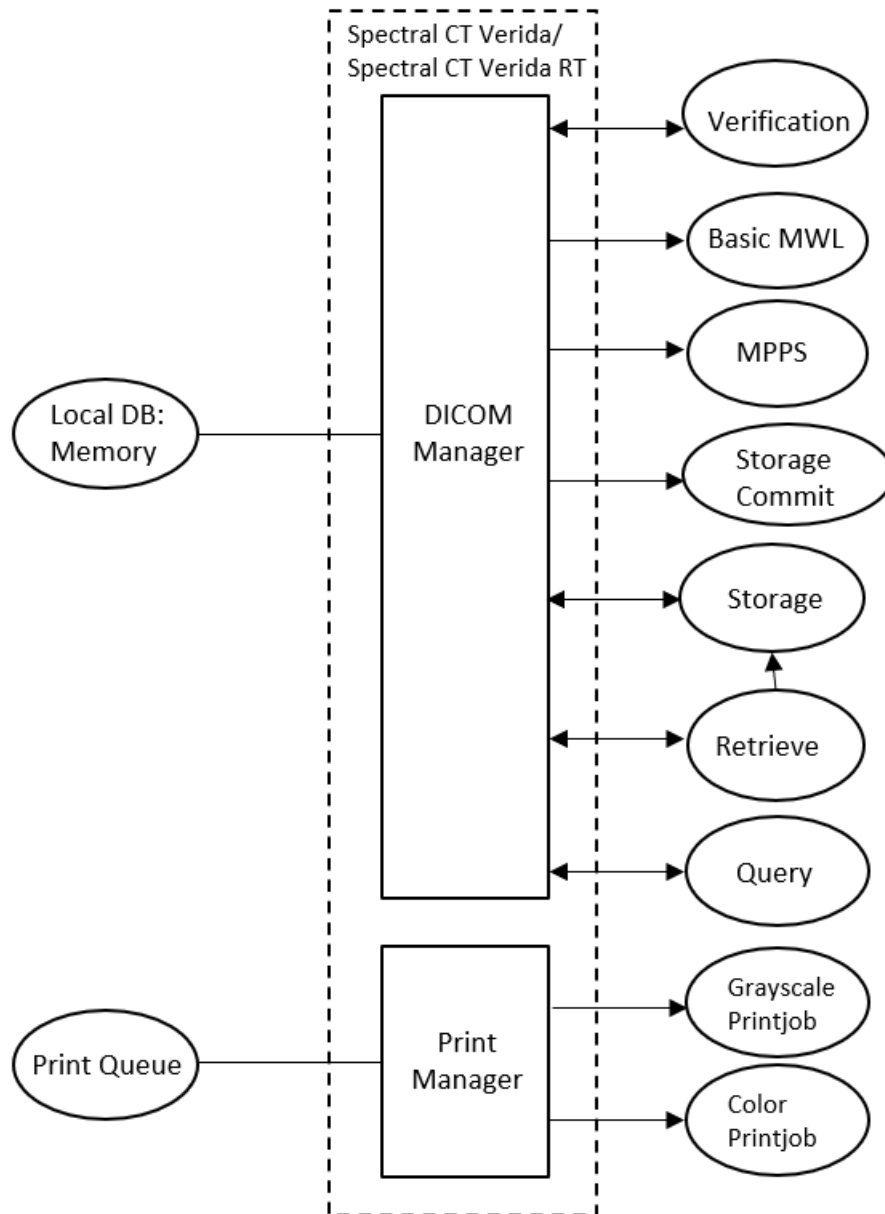 Spectral CT Verida/
Spectral CT Verida RT
Verification
Basic MWL
MPPS
Local DB:
Memory
DICOM
Manager
Storage
Commit
Storage
Retrieve
Query
Grayscale
Printjob
Print Queue
Print
Manager
Color
Printjob